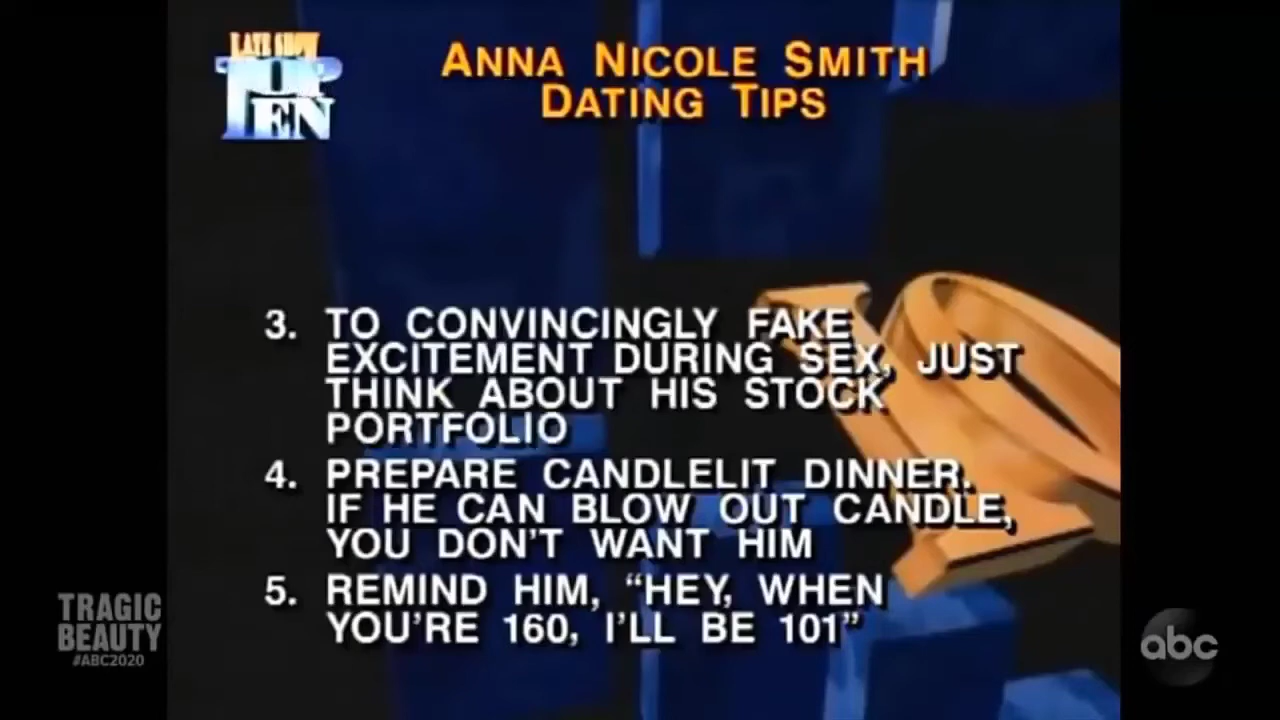 LATE SHOW
TOP
TEN
ANNA NICOLE SMITH
DATING TIPS
3. TO CONVINCINGLY FAKE
EXCITEMENT DURING SEX, JUST
THINK ABOUT HIS STOCK
PORTFOLIO
4. PREPARE CANDLELIT DINNER.
IF HE CAN BLOW OUT CANDLE,
YOU DON'T WANT HIM
5. REMIND HIM, “HEY, WHEN
YOU'RE 160, I'LL BE 101”
10
TRAGIC
BEAUTY
#ABC2020
abc